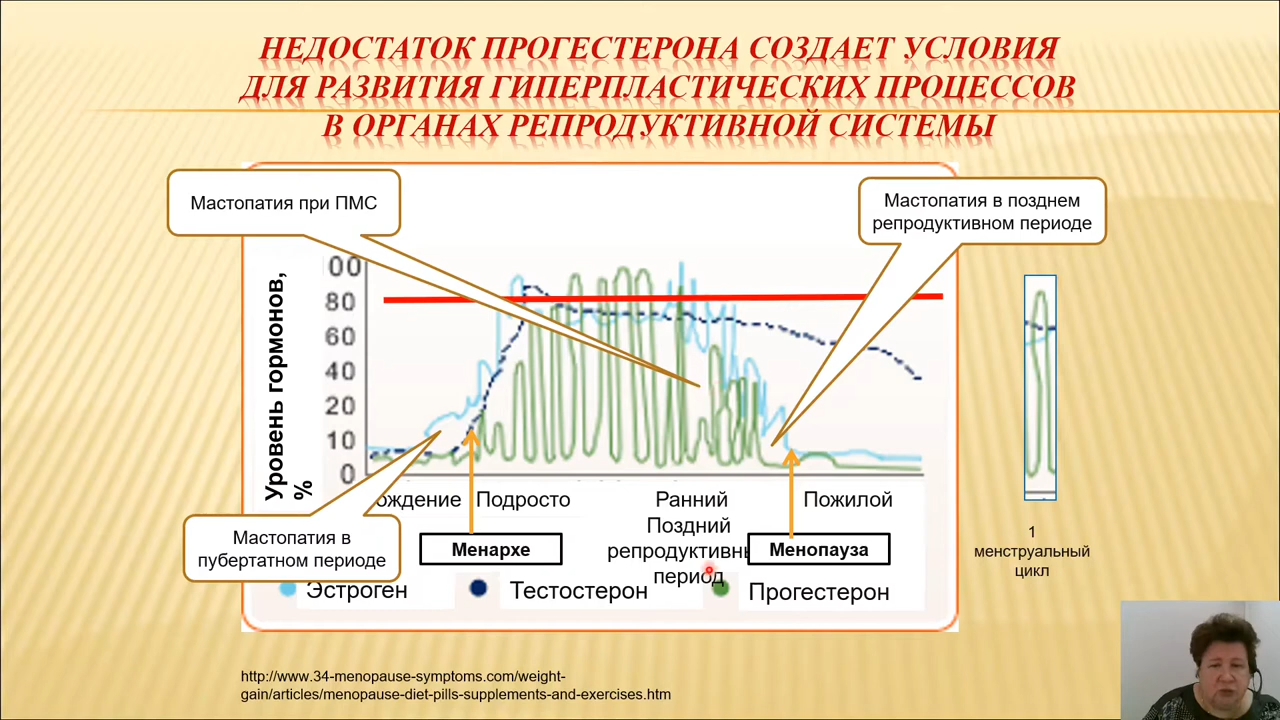 НЕДОСТАТОК ПРОГЕСТЕРОНА СОЗДАЕТ УСЛОВИЯ
ДЛЯ РАЗВИТИЯ ГИПЕРПЛАСТИЧЕСКИХ ПРОЦЕССОВ
В ОРГАНАХ РЕПРОДУКТИВНОЙ СИСТЕМЫ
Мастопатия при ПМС
Мастопатия в позднем
репродуктивном периоде
Уровень гормонов,
%
00
80
60
40
20
10
0
ождение
Подросто
Ранний
Поздний
репродуктивн
период
Пожилой
Мастопатия в
пубертатном периоде
Менархе
Менопауза
Эстроген
Тестостерон
Прогестерон
1
менструальный
цикл
http://www.34-menopause-symptoms.com/weight-
gain/articles/menopause-diet-pills-supplements-and-exercises.htm